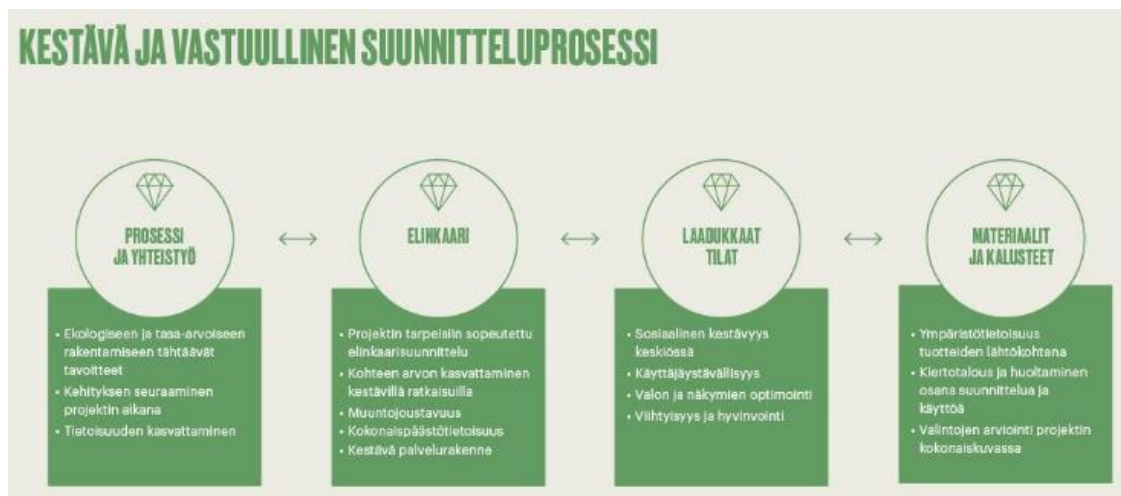 KESTÄVÄ JA VASTUULLINEN SUUNNITTELUPROSESSI
PROSESSI
JA YHTEISTYÖ
• Ekologiseen ja tasa-arvoiseen
rakentamiseen tähtäävät
tavoitteet
• Kehityksen seuraaminen
projektin aikana
• Tietoisuuden kasvattaminen
ELINKAARI
• Projektin tarpeisiin sopeutettu
elinkaarisuunnittelu
• Kohteen arvon kasvattaminen
kestävillä ratkaisuilla
• Muuntojoustavuus
• Kokonaispäästötietoisuus
• Kestävä palvelurakenne
LAADUKKAAT
TILAT
• Sosiaalinen kestävyys
keskiössä
• Käyttäjäystävällisyys
• Valon ja näkymien optimointi
• Viihtyisyys ja hyvinvointi
MATERIAALIT
JA KALUSTEET
• Ympäristötietoisuus
tuotteiden lähtökohtana
• Kiertotalous ja huoltaminen
osana suunnittelua ja
käyttöä
• Valintojen arviointi projektin
kokonaiskuvassa